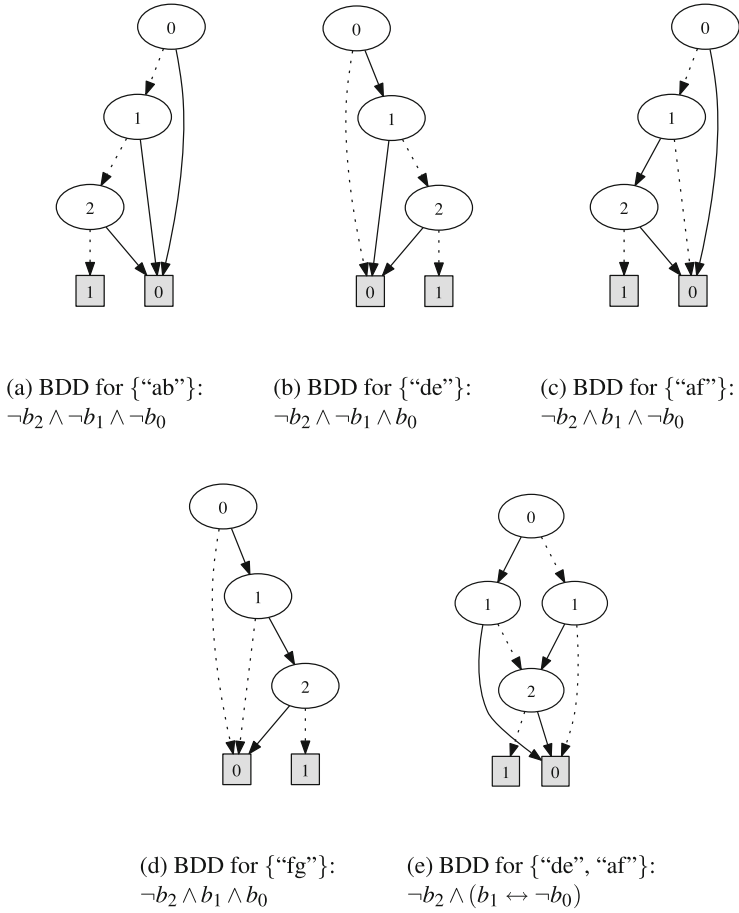 0 0 0
1 1 1
2 2 2
1 0 0 1 1 0
(a) BDD for {“ab”}: (b) BDD for {“de”}: (c) BDD for {“af”}:
¬b₂ ∧ ¬b₁ ∧ ¬b₀ ¬b₂ ∧ ¬b₁ ∧ b₀ ¬b₂ ∧ b₁ ∧ ¬b₀
0 0
1 1 1
2 2
0 1 1 0
(d) BDD for {“fg”}: (e) BDD for {“de”, “af”}:
¬b₂ ∧ b₁ ∧ b₀ ¬b₂ ∧ (b₁ ↔ ¬b₀)